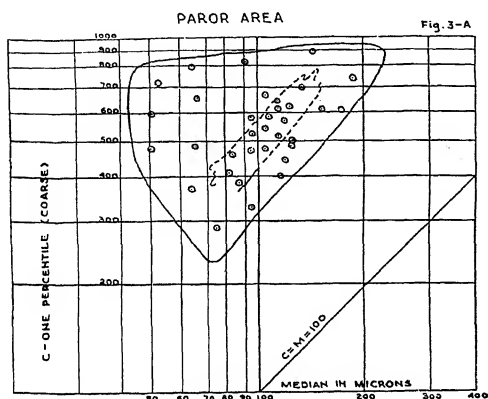 PAROR AREA
Fig.3-A
1000
900
800
700
600
500
400
300
200
C-ONE PERCENTILE (COARSE)
C=M=100
MEDIAN IN MICRONS
50 60 70 80 90 100 200 300 400